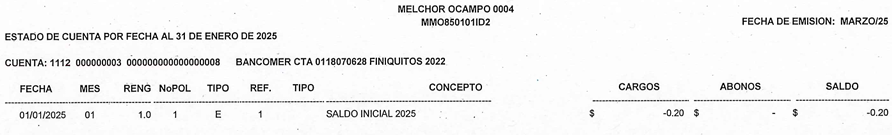 MELCHOR OCAMPO 0004
MMO850101ID2
FECHA DE EMISION: MARZO/25
ESTADO DE CUENTA POR FECHA AL 31 DE ENERO DE 2025
CUENTA: 1112 000000003 000000000000000008 BANCOMER CTA 0118070628 FINIQUITOS 2022
FECHA MES RENG NoPOL TIPO REF. TIPO CONCEPTO CARGOS ABONOS SALDO
01/01/2025 01 1.0 1 E 1 SALDO INICIAL 2025 $ -0.20 $ - $ -0.20